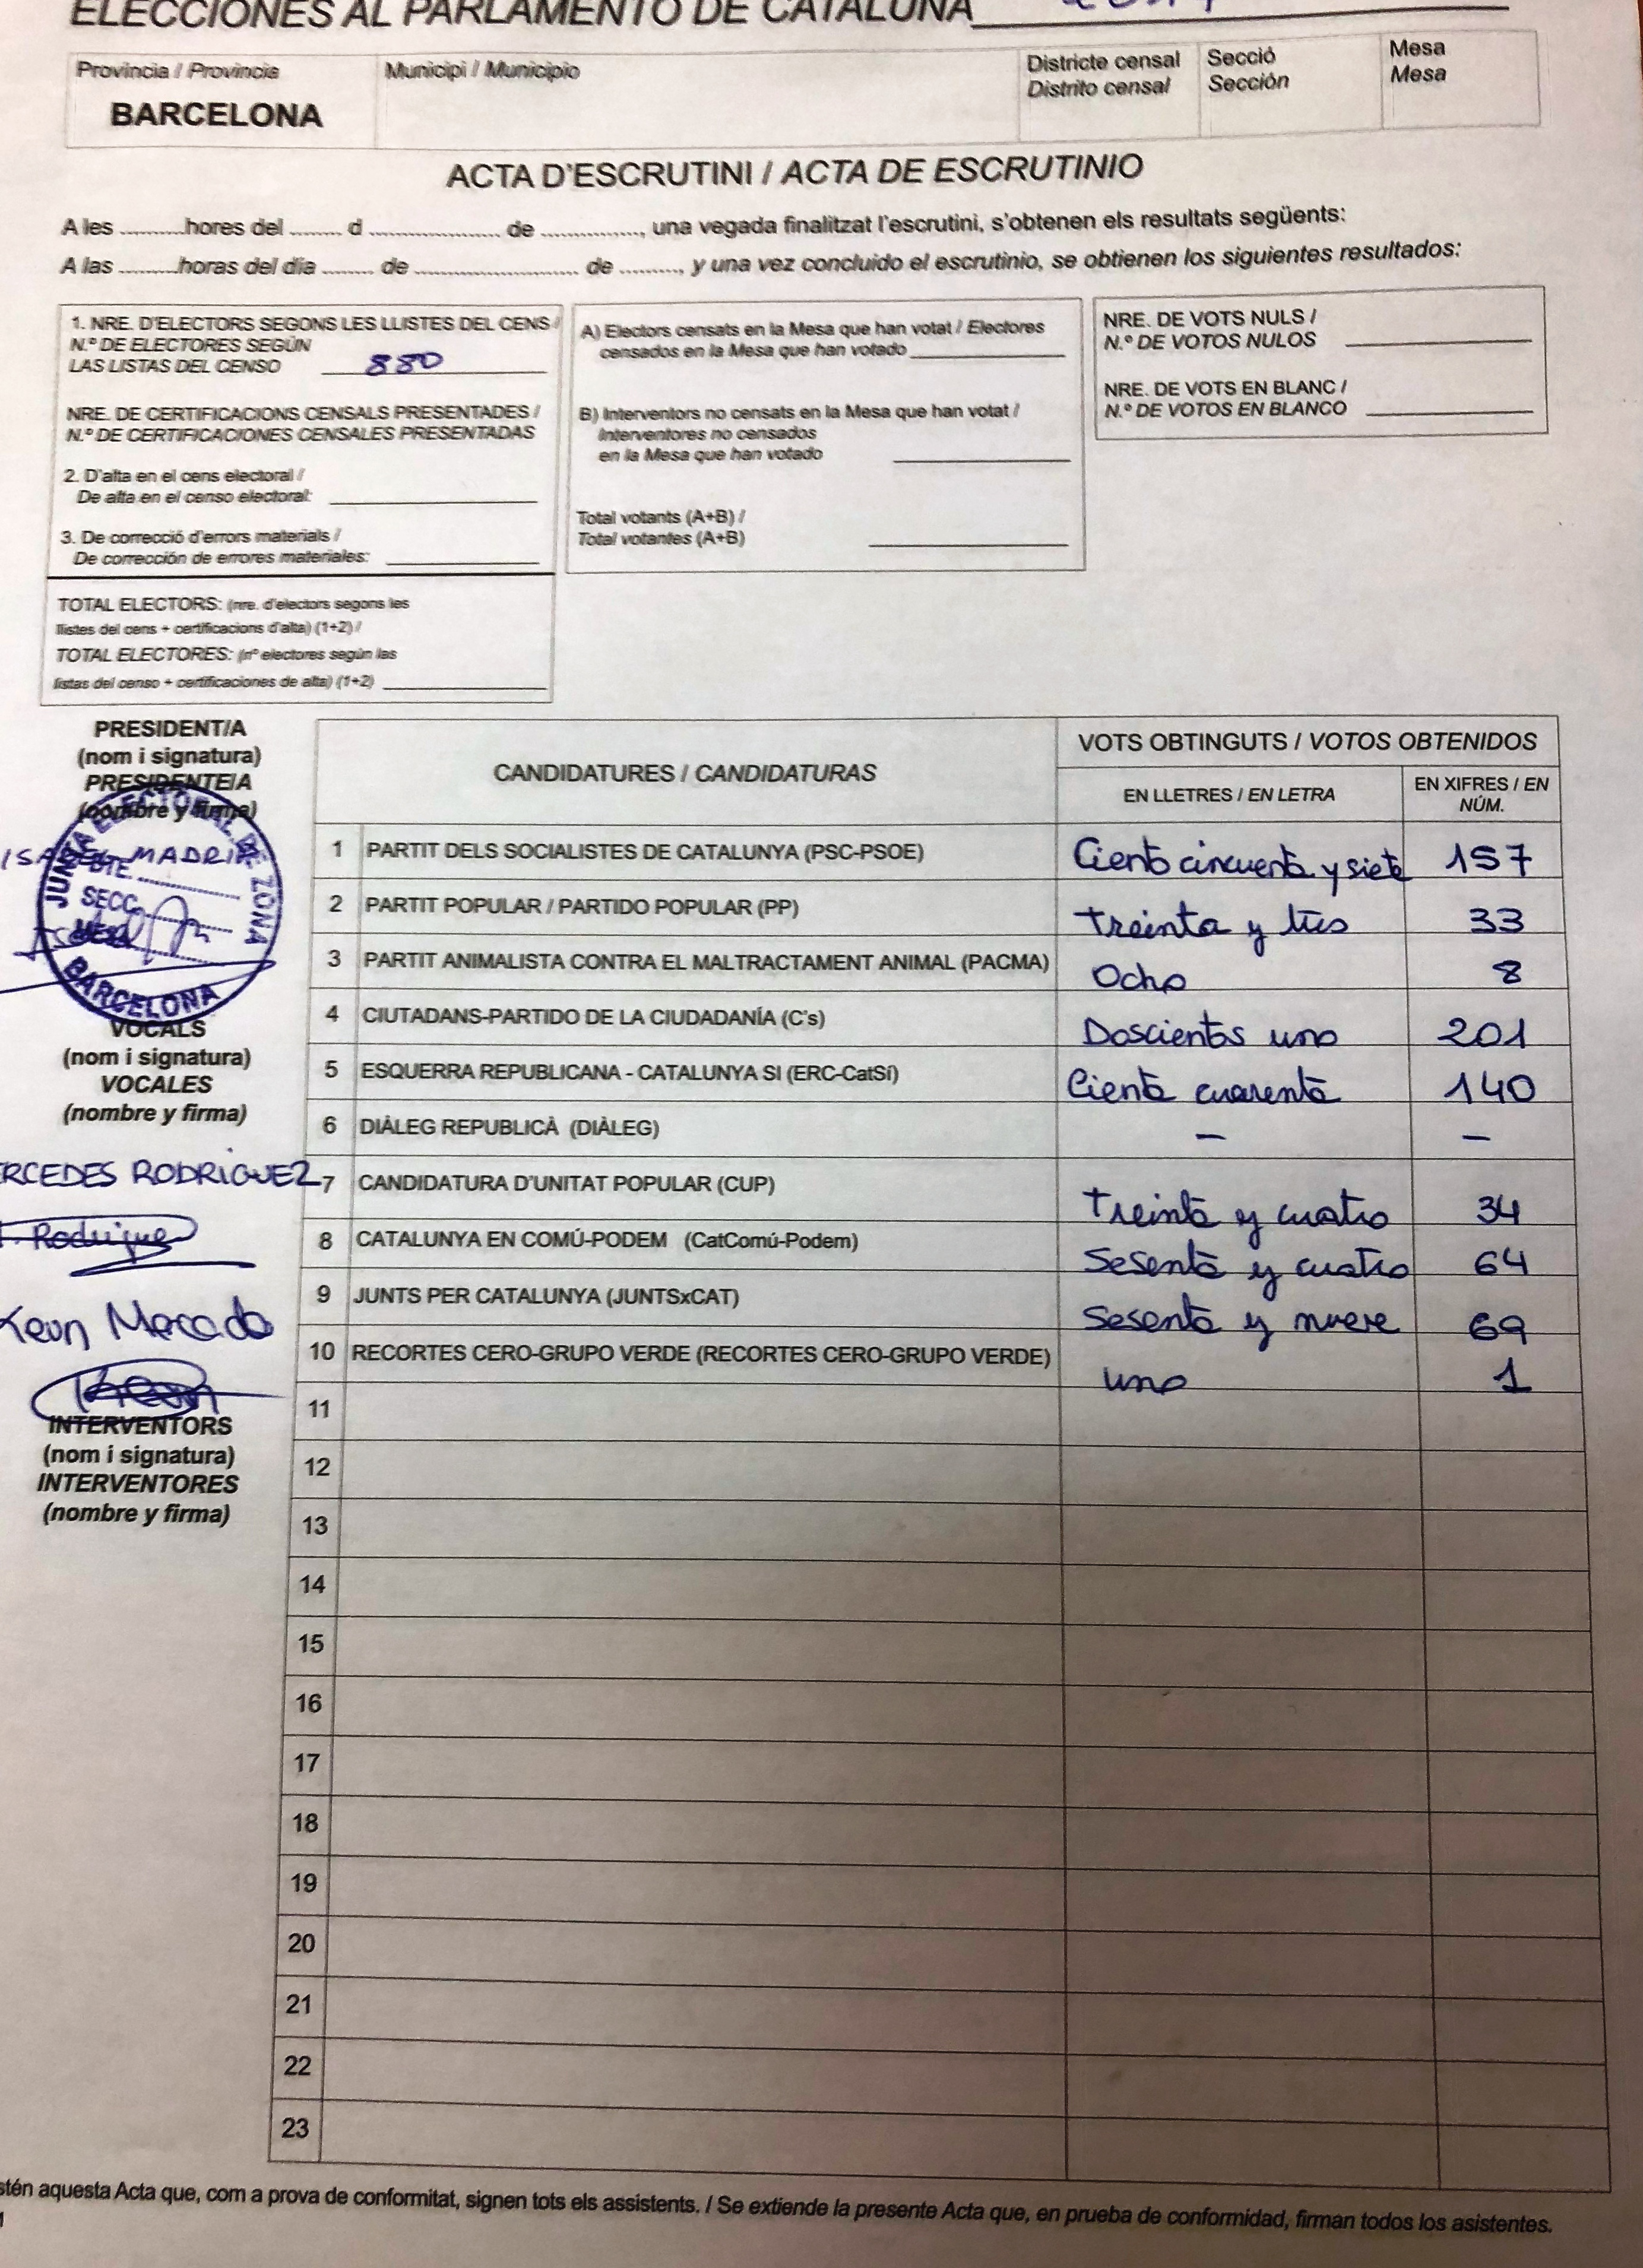 ELECCIONES AL PARLAMENTO DE CATALUÑA
Província / Provincia
BARCELONA
Municipi / Municipio
Districte censal
Distrito censal
Secció
Sección
Mesa
Mesa
ACTA D'ESCRUTINI / ACTA DE ESCRUTINIO
A les .........hores del ........ d .................... de ..........., una vegada finalitzat l'escrutini, s'obtenen els resultats següents:
A las .........horas del día ........ de .................... de ........, y una vez concluido el escrutinio, se obtienen los siguientes resultados:
1. NRE. D'ELECTORS SEGONS LES LLISTES DEL CENS /
N.º DE ELECTORES SEGÚN
LAS LISTAS DEL CENSO 880
NRE. DE CERTIFICACIONS CENSALS PRESENTADES /
N.º DE CERTIFICACIONES CENSALES PRESENTADAS
2. D'alta en el cens electoral /
De alta en el censo electoral:
3. De correcció d'errors materials /
De corrección de errores materiales:
TOTAL ELECTORS: (nre. d'electors segons les
llistes del cens + certificacions d'alta) (1+2) /
TOTAL ELECTORES: (nº electores según las
listas del censo + certificaciones de alta) (1+2)
A) Electors censats en la Mesa que han votat / Electores
censados en la Mesa que han votado
B) Interventors no censats en la Mesa que han votat /
Interventores no censados
en la Mesa que han votado
Total votants (A+B) /
Total votantes (A+B)
NRE. DE VOTS NULS /
N.º DE VOTOS NULOS
NRE. DE VOTS EN BLANC /
N.º DE VOTOS EN BLANCO
PRESIDENT/A
(nom i signatura)
PRESIDENTE/A
(nombre y firma)
JUNTA ELECTORAL
SECC.
ZONA
BARCELONA
VOCALS
(nom i signatura)
VOCALES
(nombre y firma)
ERCEDES RODRIGUEZ
Rodriguez
Mercado
INTERVENTORS
(nom i signatura)
INTERVENTORES
(nombre y firma)
CANDIDATURES / CANDIDATURAS
VOTS OBTINGUTS / VOTOS OBTENIDOS
EN LLETRES / EN LETRA
EN XIFRES / EN
NÚM.
1 PARTIT DELS SOCIALISTES DE CATALUNYA (PSC-PSOE) Ciento cincuenta y siete 157
2 PARTIT POPULAR / PARTIDO POPULAR (PP) Treinta y tres 33
3 PARTIT ANIMALISTA CONTRA EL MALTRACTAMENT ANIMAL (PACMA) Ocho 8
4 CIUTADANS-PARTIDO DE LA CIUDADANÍA (C's) Doscientos uno 201
5 ESQUERRA REPUBLICANA - CATALUNYA SI (ERC-CatSí) Ciento cuarenta 140
6 DIÀLEG REPUBLICÀ (DIÀLEG) - -
7 CANDIDATURA D'UNITAT POPULAR (CUP) Treinta y cuatro 34
8 CATALUNYA EN COMÚ-PODEM (CatComú-Podem) Sesenta y cuatro 64
9 JUNTS PER CATALUNYA (JUNTSxCAT) Sesenta y nueve 69
10 RECORTES CERO-GRUPO VERDE (RECORTES CERO-GRUPO VERDE) uno 1
11
12
13
14
15
16
17
18
19
20
21
22
23
stén aquesta Acta que, com a prova de conformitat, signen tots els assistents. / Se extiende la presente Acta que, en prueba de conformidad, firman todos los asistentes.